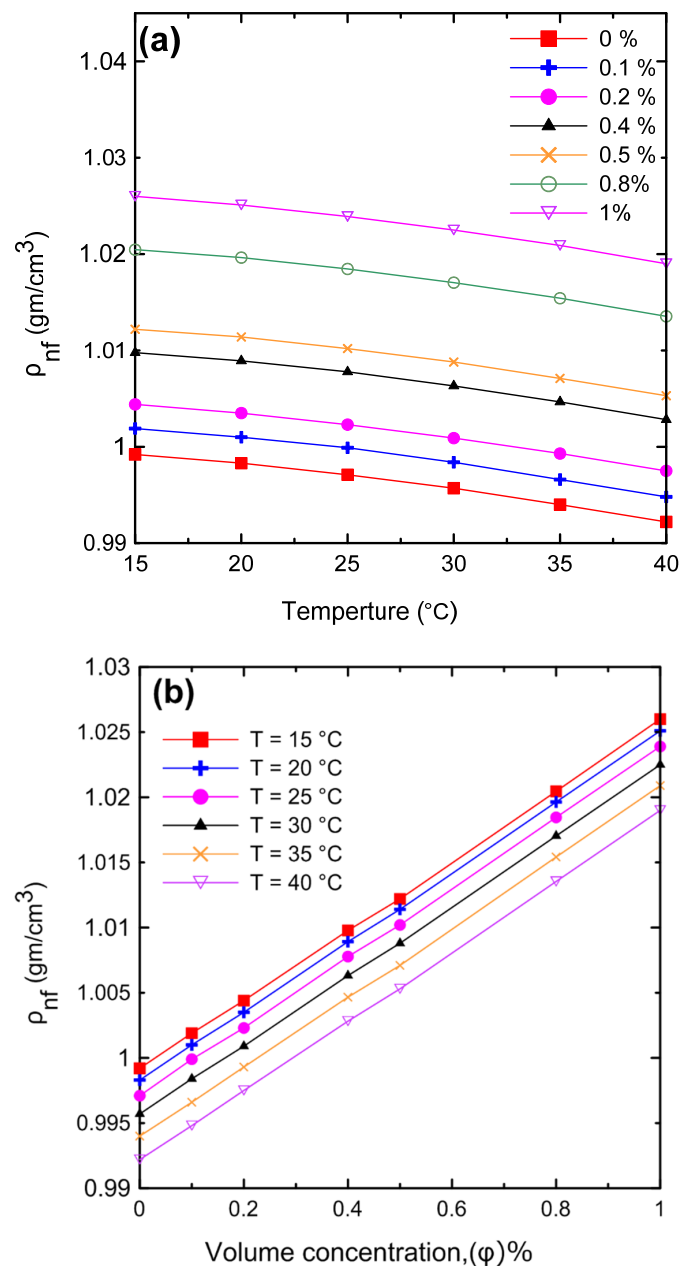 (a)
1.04
1.03
1.02
1.01
1
0.99
ρnf (gm/cm³)
0 %
0.1 %
0.2 %
0.4 %
0.5 %
0.8%
1%
15
20
25
30
35
40
Temperture (°C)
(b)
1.03
1.025
1.02
1.015
1.01
1.005
1
0.995
0.99
ρnf (gm/cm³)
T = 15 °C
T = 20 °C
T = 25 °C
T = 30 °C
T = 35 °C
T = 40 °C
0
0.2
0.4
0.6
0.8
1
Volume concentration,(φ)%